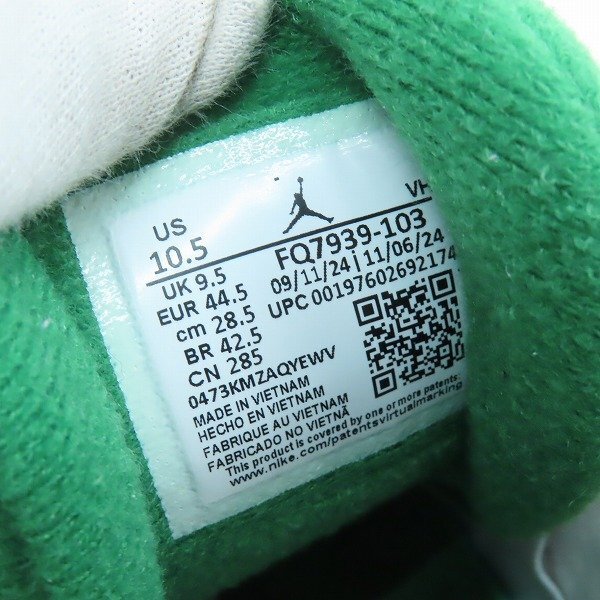 US
10.5
UK 9.5
EUR 44.5
cm 28.5
BR 42.5
CN 285
VH
FQ7939-103
09/11/24 | 11/06/24
UPC 00197602692174
0473KMZAQYEWV
MADE IN VIETNAM
HECHO EN VIETNAM
FABRIQUE AU VIETNAM
FABRICADO NO VIETNÃ
This product is covered by one or more patents
www.nike.com/patentsvirtualmarking